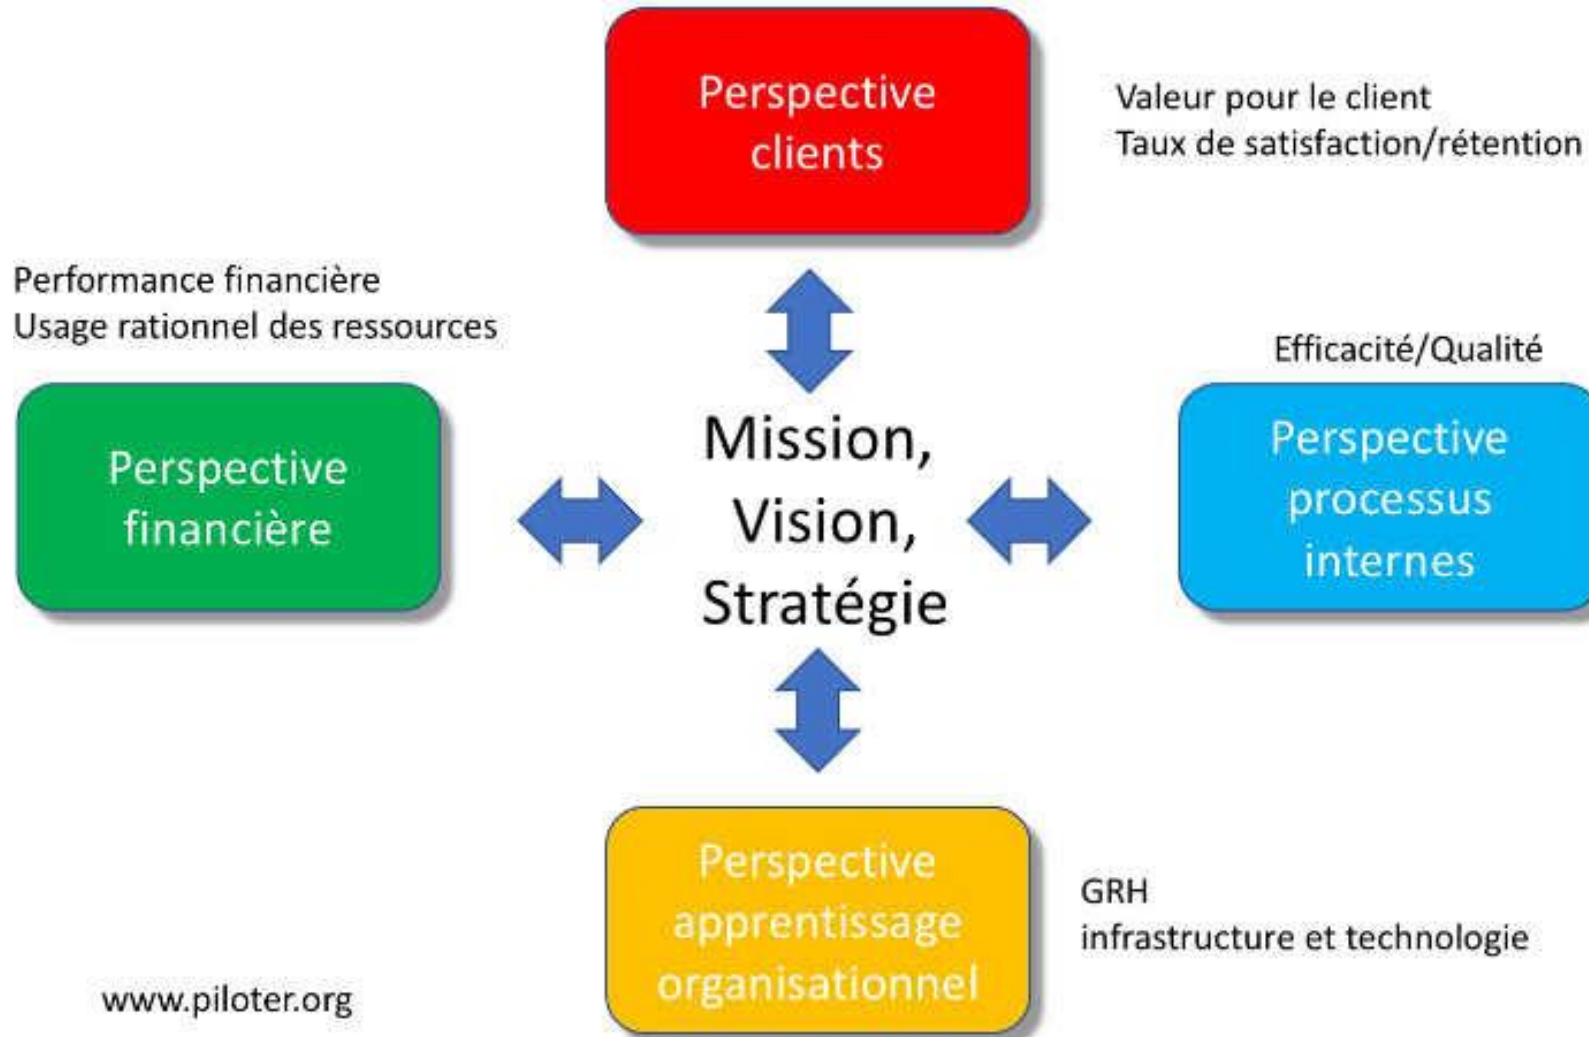 Perspective
clients
Valeur pour le client
Taux de satisfaction/rétention
Performance financière
Usage rationnel des ressources
Efficacité/Qualité
Perspective
financière
Mission,
Vision,
Stratégie
Perspective
processus
internes
Perspective
apprentissage
organisationnel
GRH
infrastructure et technologie
www.piloter.org